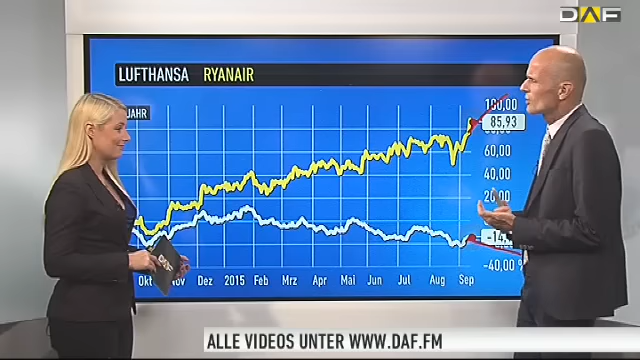 DAF
LUFTHANSA RYANAIR
JAHR
100,00
85,93
60,00
40,00
20,00
-40,00
Okt Nov Dez 2015 Feb Mrz Apr Mai Jun Jul Aug Sep
DAF
ALLE VIDEOS UNTER WWW.DAF.FM